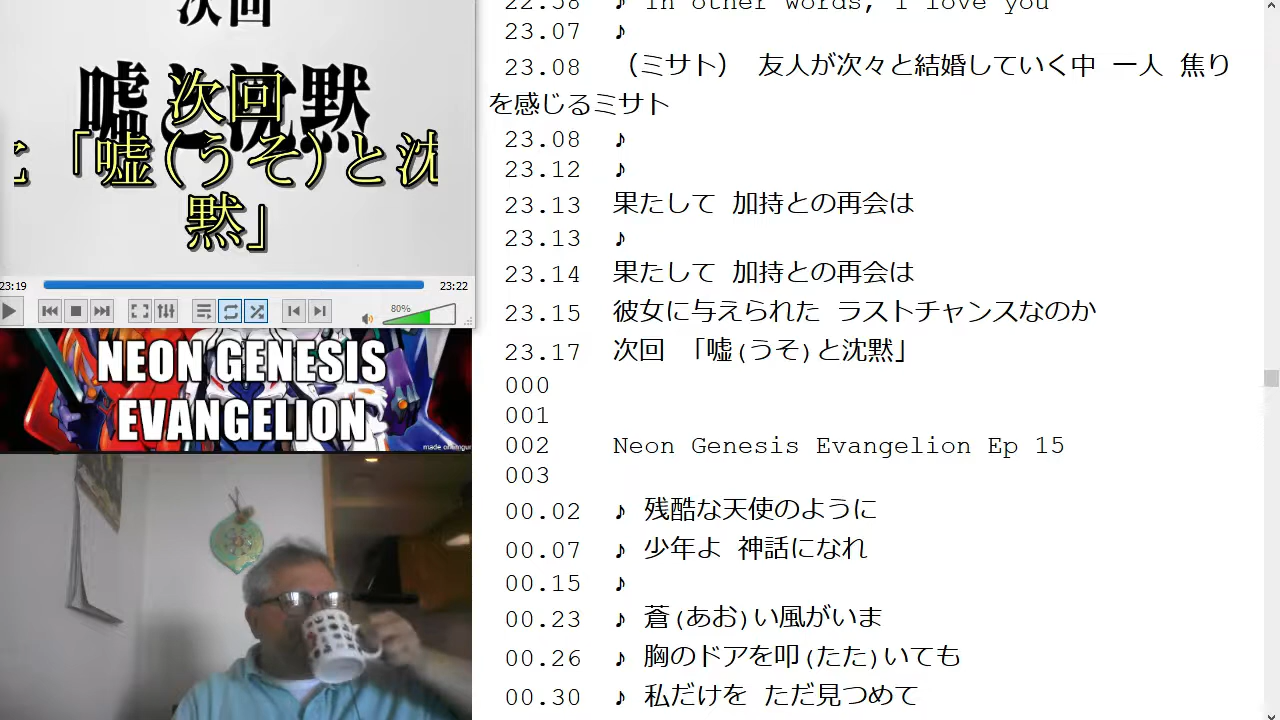 次回
嘘と沈黙
次回
「嘘(うそ)と沈
黙」
23:19
23:22
80%
NEON GENESIS
EVANGELION
22.58 ♪ In other words, I love you
23.07 ♪
23.08 （ミサト） 友人が次々と結婚していく中 一人 焦り
を感じるミサト
23.08 ♪
23.12 ♪
23.13 果たして 加持との再会は
23.13 ♪
23.14 果たして 加持との再会は
23.15 彼女に与えられた ラストチャンスなのか
23.17 次回 「嘘(うそ)と沈黙」
000
001
002 Neon Genesis Evangelion Ep 15
003
00.02 ♪ 残酷な天使のように
00.07 ♪ 少年よ 神話になれ
00.15 ♪
00.23 ♪ 蒼(あお)い風がいま
00.26 ♪ 胸のドアを叩(たた)いても
00.30 ♪ 私だけを ただ見つめて